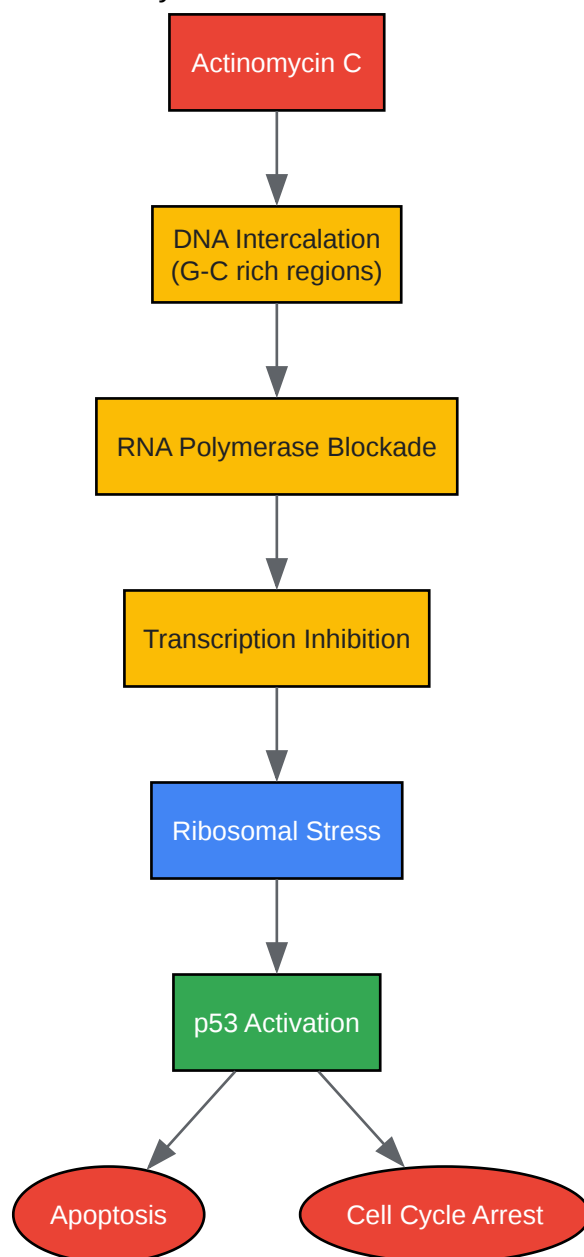 Actinomycin C
DNA Intercalation
(G-C rich regions)
RNA Polymerase Blockade
Transcription Inhibition
Ribosomal Stress
p53 Activation
Apoptosis
Cell Cycle Arrest